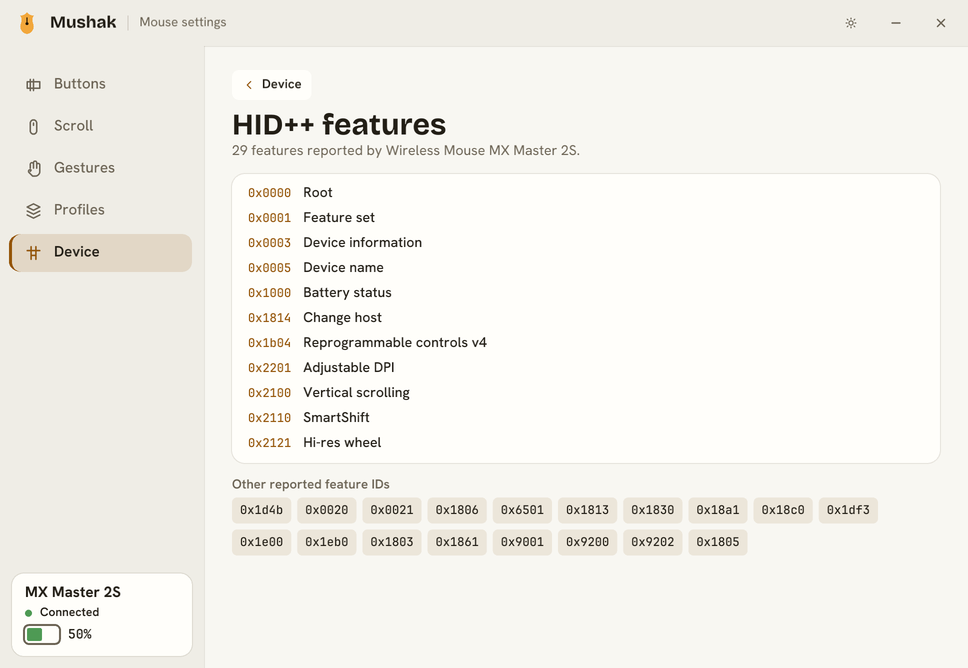 Mushak | Mouse settings
Buttons
Scroll
Gestures
Profiles
Device
MX Master 2S
Connected
50%
Device
HID++ features
29 features reported by Wireless Mouse MX Master 2S.
0x0000 Root
0x0001 Feature set
0x0003 Device information
0x0005 Device name
0x1000 Battery status
0x1814 Change host
0x1b04 Reprogrammable controls v4
0x2201 Adjustable DPI
0x2100 Vertical scrolling
0x2110 SmartShift
0x2121 Hi-res wheel
Other reported feature IDs
0x1d4b 0x0020 0x0021 0x1806 0x6501 0x1813 0x1830 0x18a1 0x18c0 0x1df3
0x1e00 0x1eb0 0x1803 0x1861 0x9001 0x9200 0x9202 0x1805